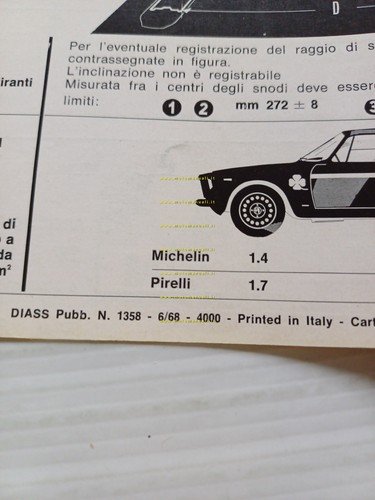 D
Per l'eventuale registrazione del raggio di s
contrassegnate in figura.
L'inclinazione non è registrabile
Misurata fra i centri degli snodi deve esser
limiti: 1 2 mm 272 ± 8 3
iranti
di
a
da
m²
Michelin 1.4
Pirelli 1.7
DIASS Pubb. N. 1358 - 6/68 - 4000 - Printed in Italy - Cart